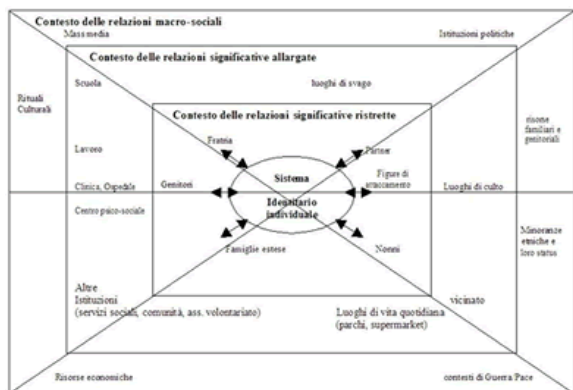 Contesto delle relazioni macro-sociali
Mass media
Istituzioni politiche
Contesto delle relazioni significative allargate
Scuola
luoghi di svago
Rituali
Culturali
Contesto delle relazioni significative ristrette
risone
familiari e
genitoriali
Fratria
Partner
Lavoro
Sistema
Clinica, Ospedale
Genitori
Figure di
attaccamento
Luoghi di culto
Identitario
individuale
Centro psico-sociale
Minoranze
etniche e
loro status
Famiglie estese
Nonni
Altre
Istituzioni
(servizi sociali, comunità, ass. volontariato)
Luoghi di vita quotidiana
(parchi, supermarket)
vicinato
Risorse economiche
contesti di Guerra/Pace